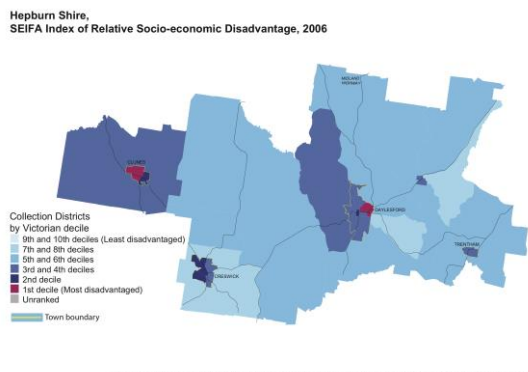 Hepburn Shire,
SEIFA Index of Relative Socio-economic Disadvantage, 2006
CLUNES
DAYLESFORD
TRENTHAM
CRESWICK
Collection Districts
by Victorian decile
9th and 10th deciles (Least disadvantaged)
7th and 8th deciles
5th and 6th deciles
3rd and 4th deciles
2nd decile
1st decile (Most disadvantaged)
Unranked
Town boundary